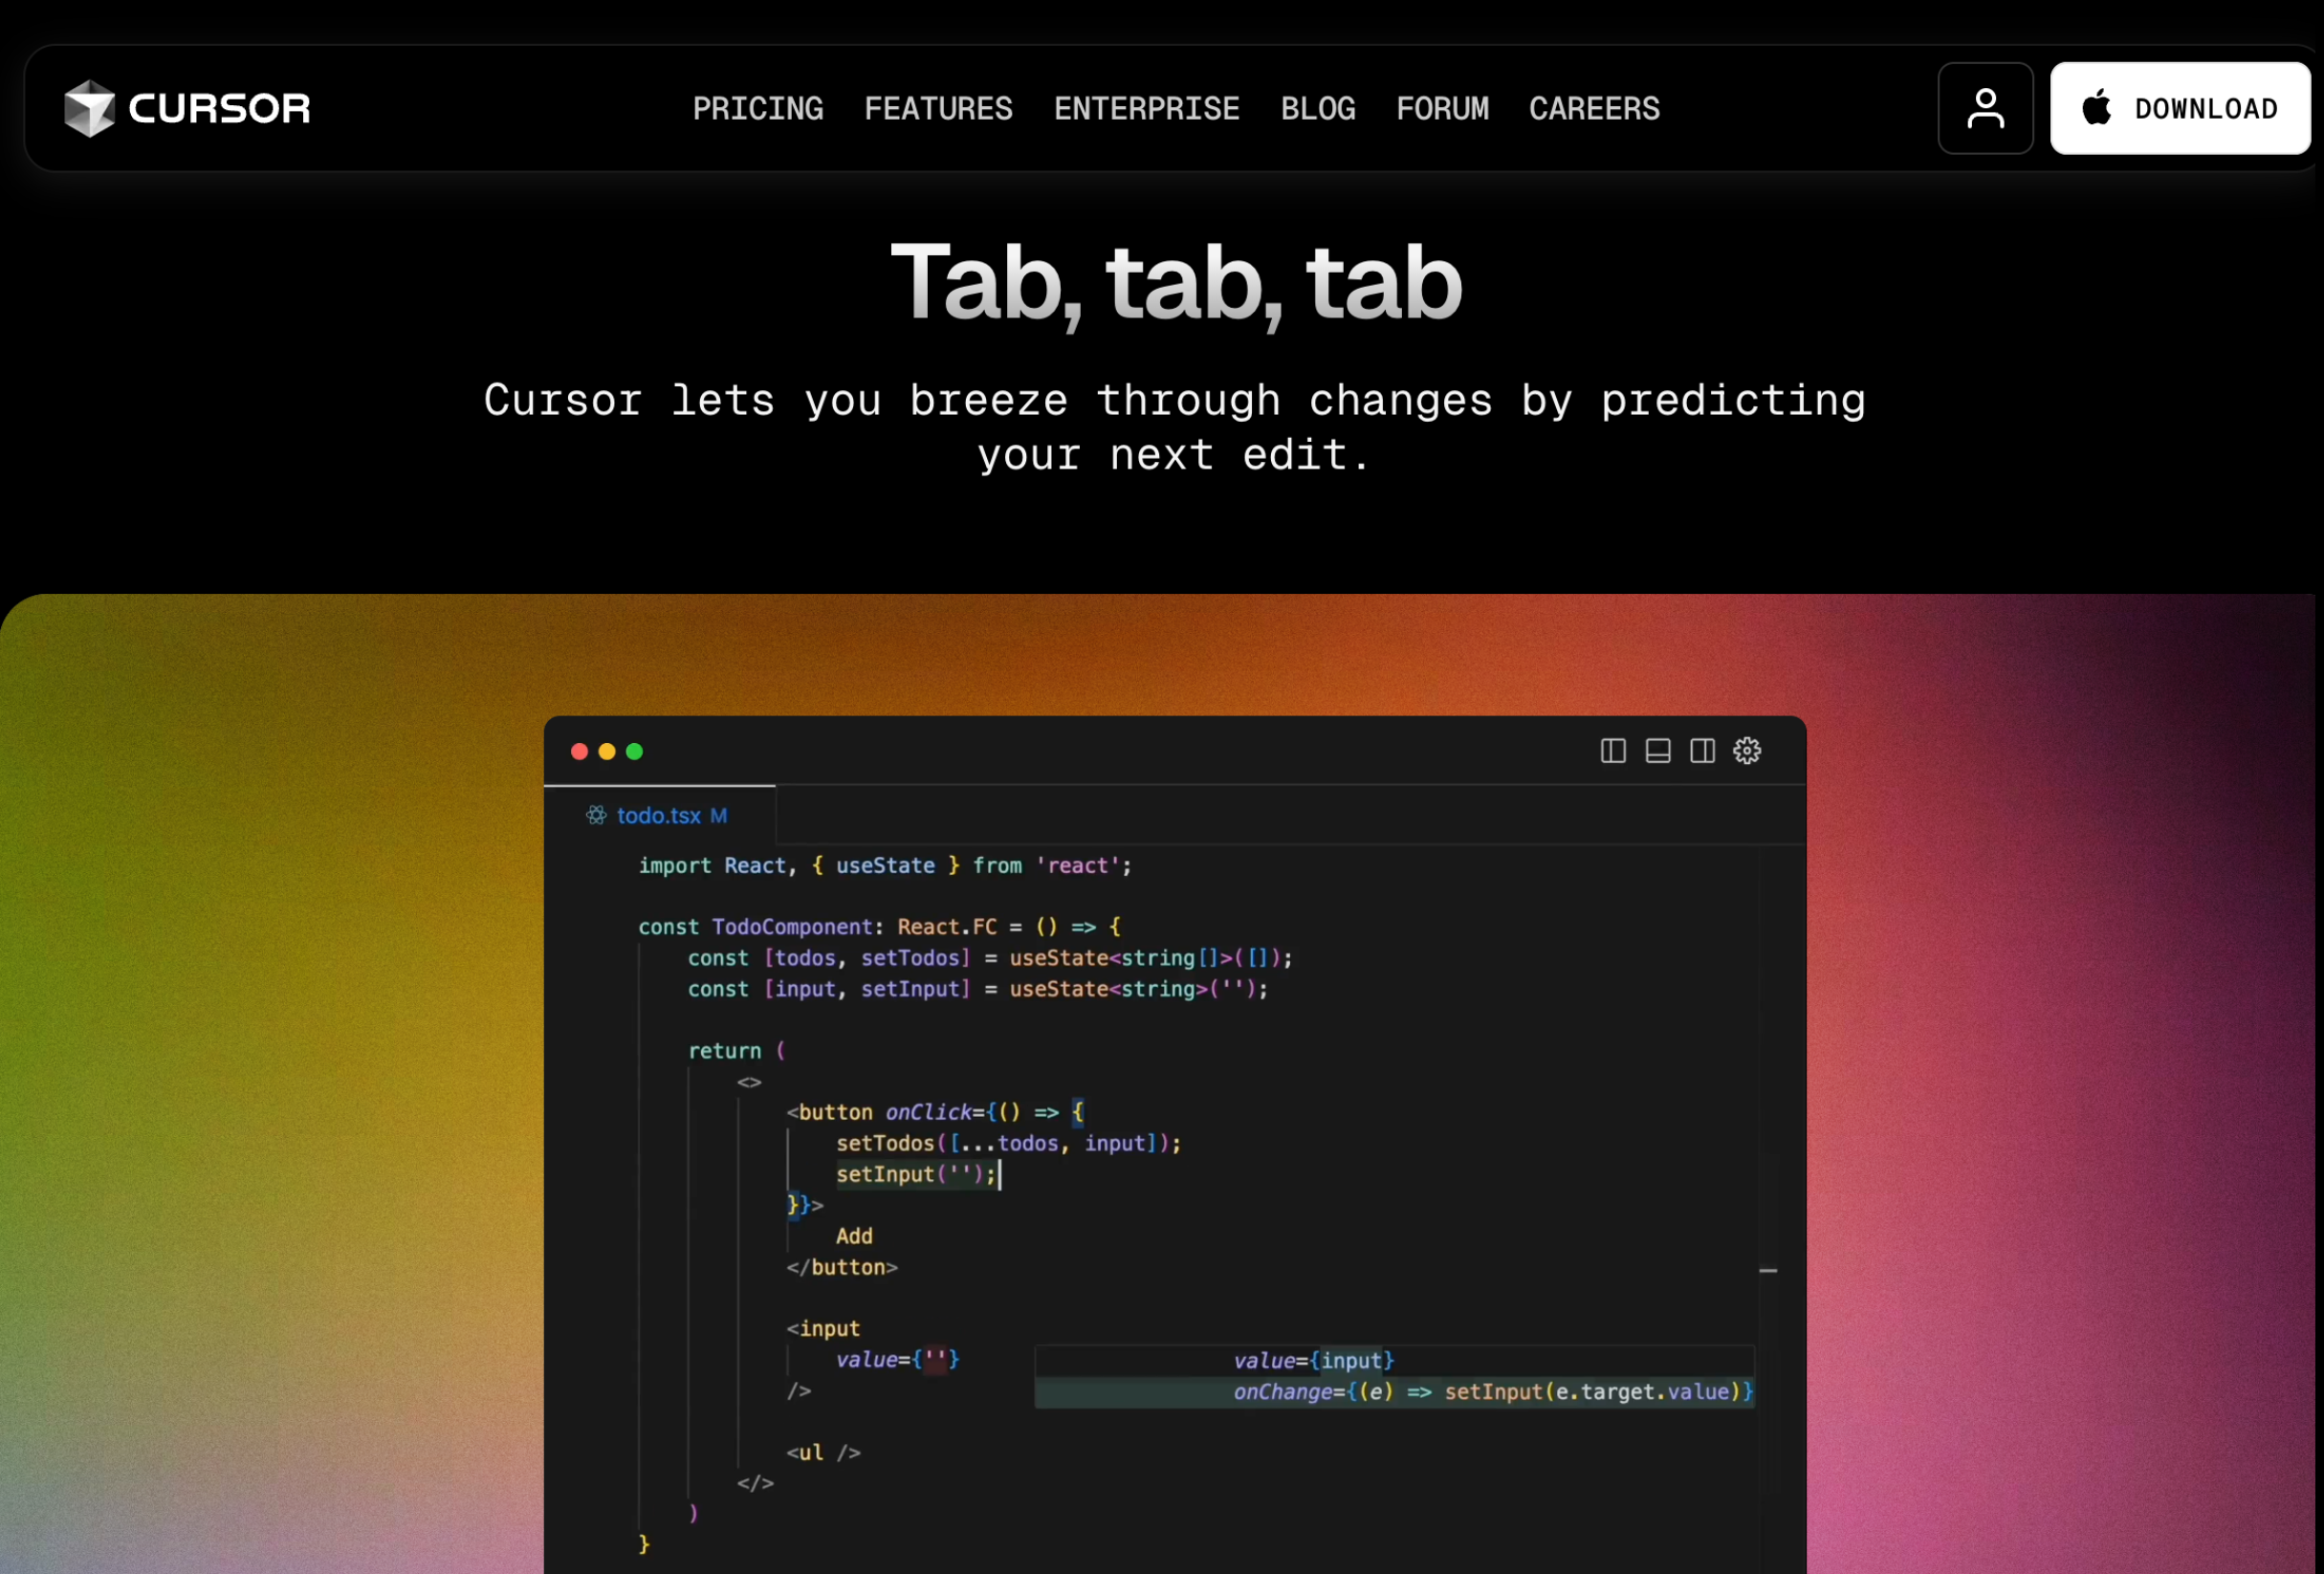 CURSOR
PRICING FEATURES ENTERPRISE BLOG FORUM CAREERS
DOWNLOAD
Tab, tab, tab
Cursor lets you breeze through changes by predicting
your next edit.
todo.tsx M
import React, { useState } from 'react';
const TodoComponent: React.FC = () => {
const [todos, setTodos] = useState<string[]>([]);
const [input, setInput] = useState<string>('');
return (
<>
<button onClick={() => {
setTodos([...todos, input]);
setInput('');
}}>
Add
</button>
<input
value={''}
value={input}
onChange={(e) => setInput(e.target.value)}
/>
<ul />
</>
)
}